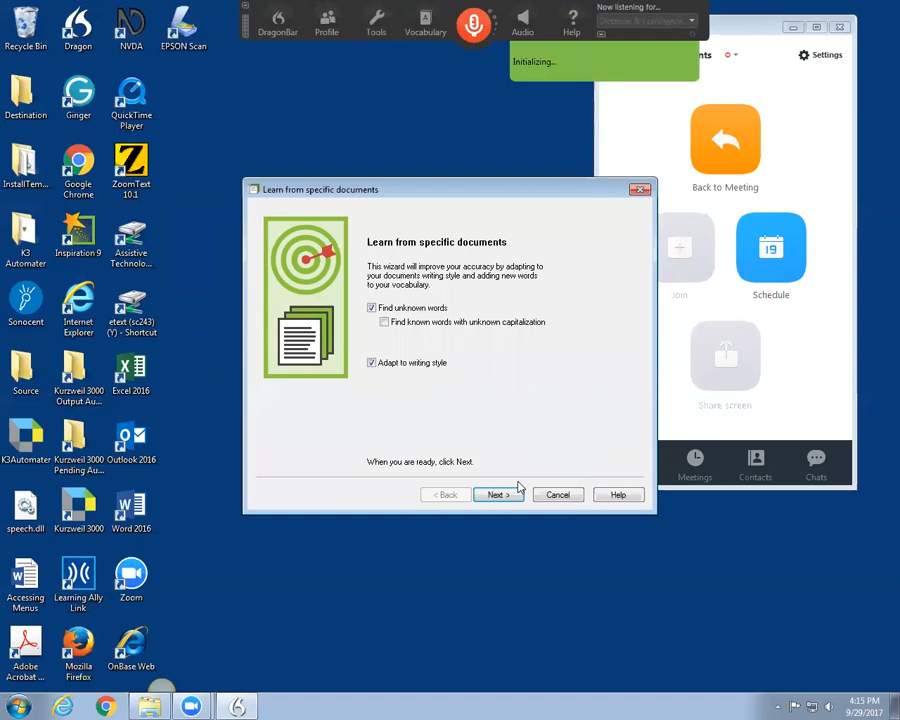 Recycle Bin
Dragon
NVDA
EPSON Scan
Destination
Ginger
QuickTime
Player
InstallTem...
Google
Chrome
ZoomText
10.1
K3
Automater
Inspiration 9
Assistive
Technolo...
Sonocent
Internet
Explorer
etext (sc243)
(Y) - Shortcut
Source
Kurzweil 3000
Output Au...
Excel 2016
K3Automater
Kurzweil 3000
Pending Au...
Outlook 2016
speech.dll
Kurzweil 3000
Word 2016
Accessing
Menus
Learning Ally
Link
Zoom
Adobe
Acrobat ...
Mozilla
Firefox
OnBase Web
DragonBar
Profile
Tools
Vocabulary
Audio
Help
Now listening for...
Initializing...
nts
Settings
Back to Meeting
Join
19
Schedule
Share screen
Meetings
Contacts
Chats
Learn from specific documents
Learn from specific documents
This wizard will improve your accuracy by adapting to
your documents writing style and adding new words
to your vocabulary.
Find unknown words
Find known words with unknown capitalization
Adapt to writing style
When you are ready, click Next.
< Back
Next >
Cancel
Help
4:15 PM
9/29/2017